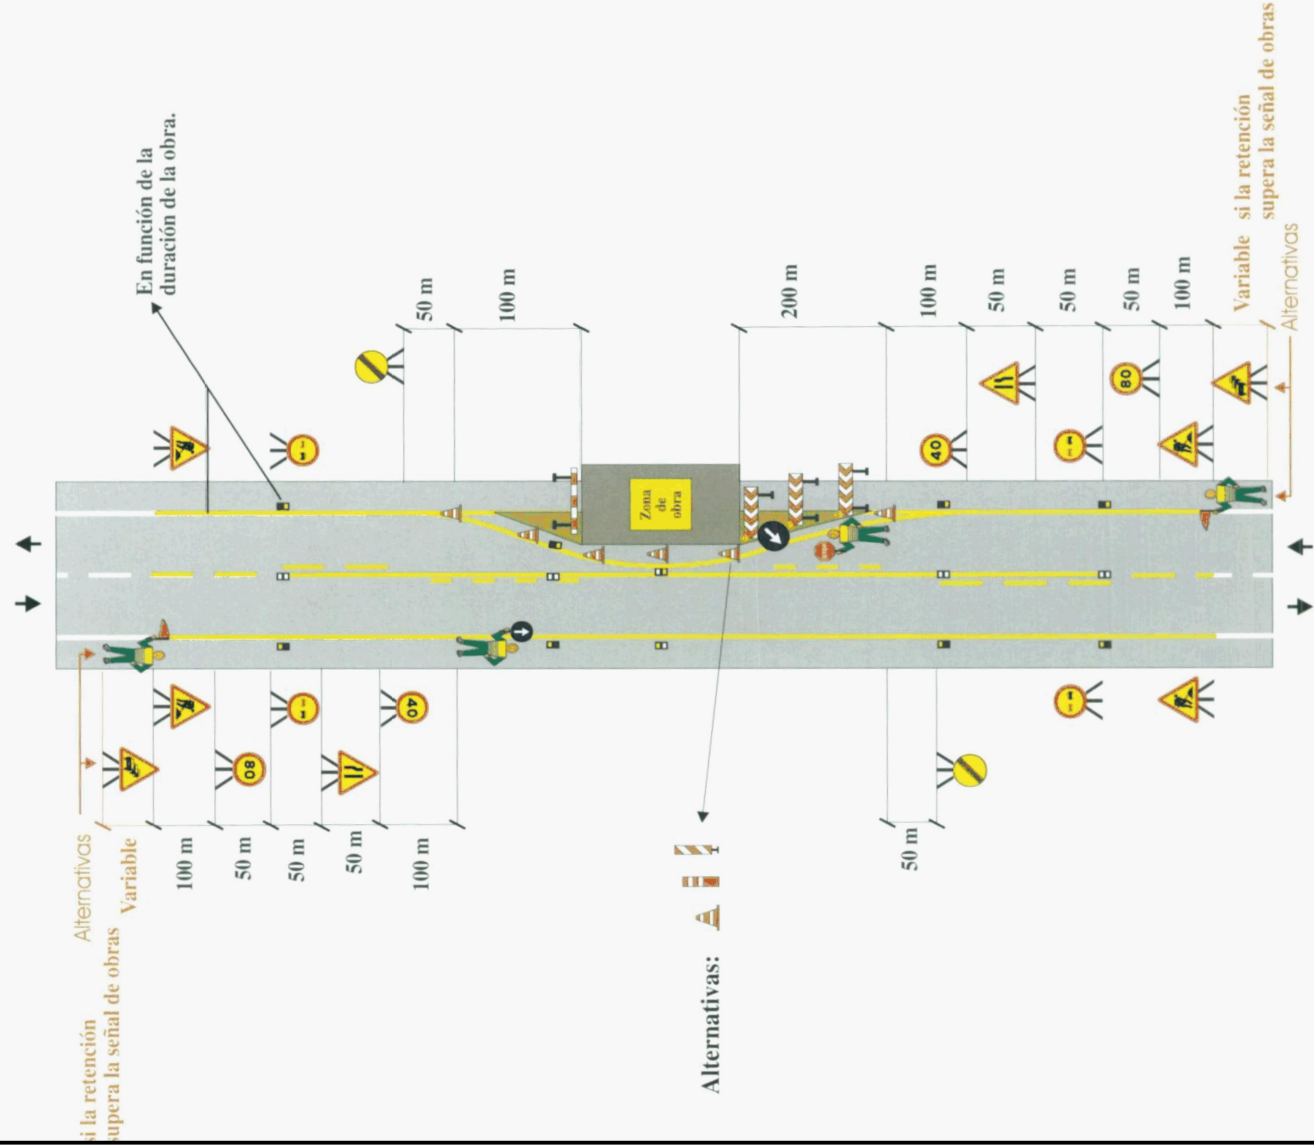 En función de la
duración de la obra.
50 m
100 m
200 m
100 m
50 m
50 m
50 m
100 m
Variable
si la retención
supera la señal de obras
Alternativas
Zona
de
obra
40
80
STOP
40
80
Alternativas
Variable
si la retención
supera la señal de obras
100 m
50 m
50 m
50 m
100 m
50 m
Alternativas: